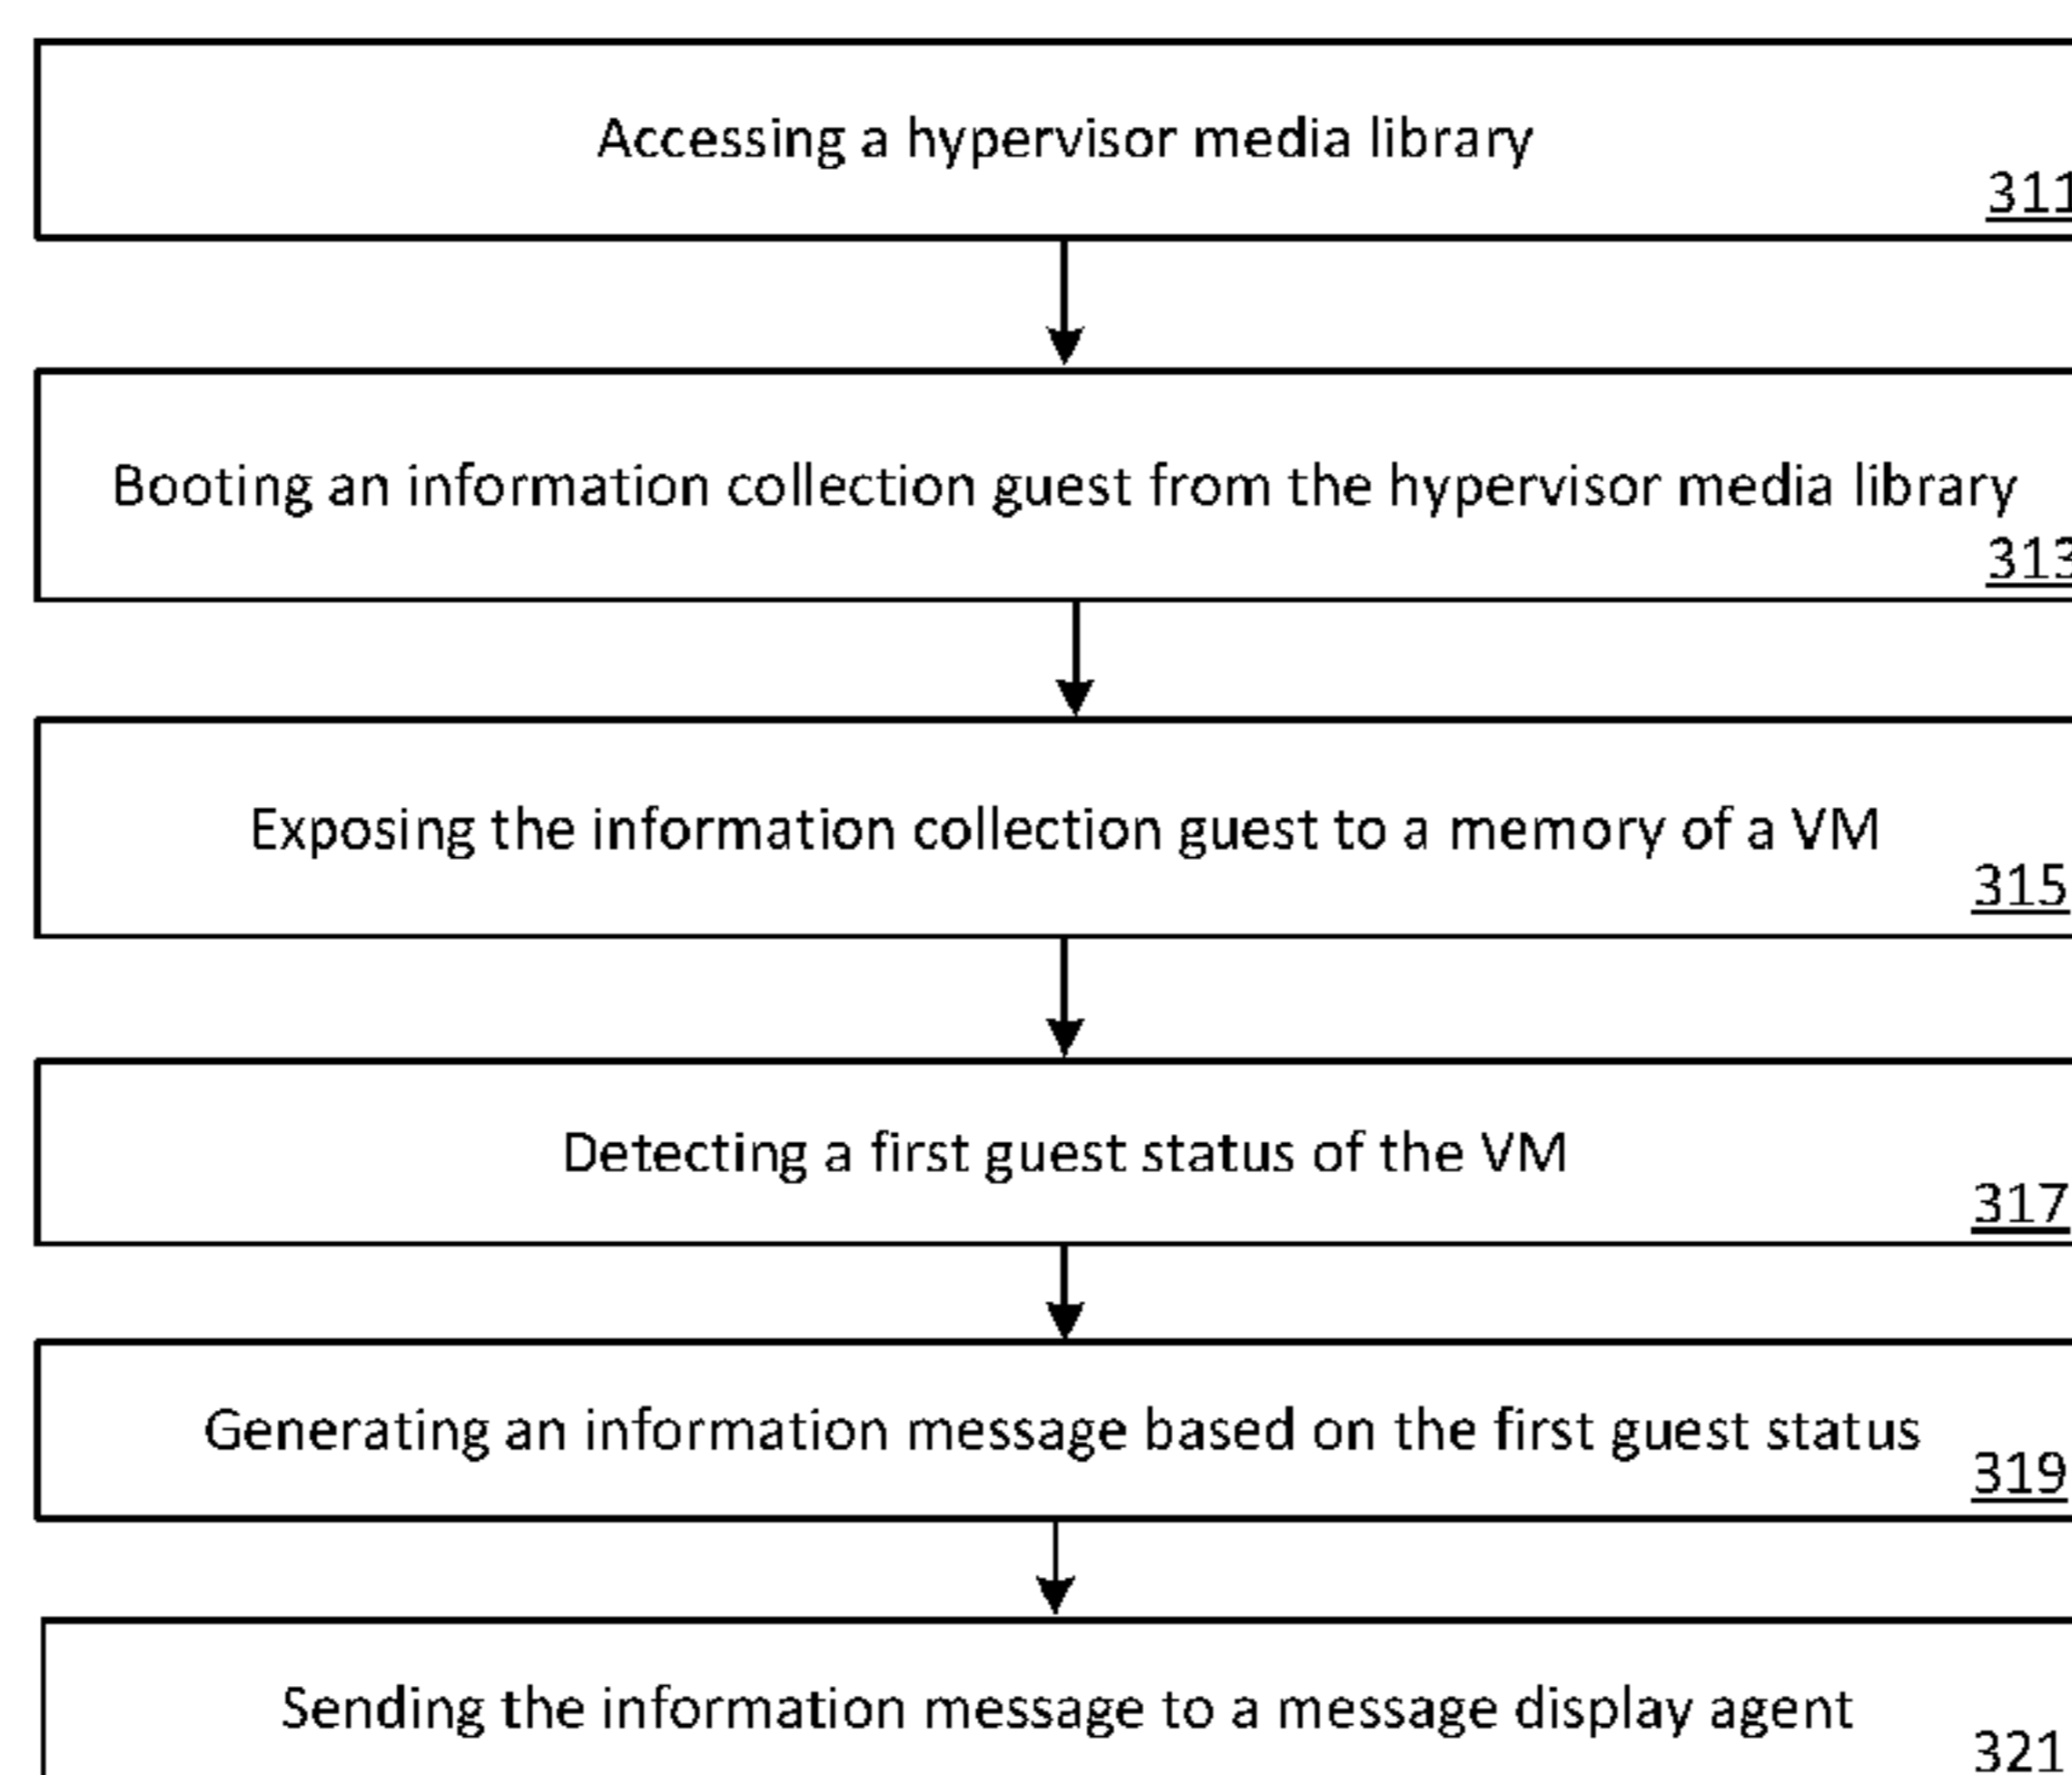 Accessing a hypervisor media library
311
Booting an information collection guest from the hypervisor media library
313
Exposing the information collection guest to a memory of a VM
315
Detecting a first guest status of the VM
317
Generating an information message based on the first guest status
319
Sending the information message to a message display agent
321